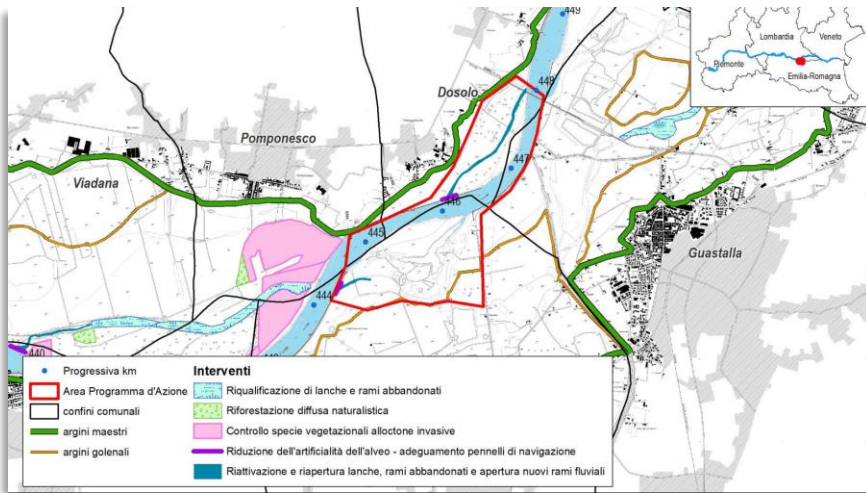 449
Lombardia
Veneto
Piemonte
Emilia-Romagna
448
Dosolo
Pomponesco
447
Viadana
446
445
Guastalla
444
440
Progressiva km
Area Programma d'Azione
confini comunali
argini maestri
argini golenali
Interventi
Riqualificazione di lanche e rami abbandonati
Riforestazione diffusa naturalistica
Controllo specie vegetazionali alloctone invasive
Riduzione dell'artificialità dell'alveo - adeguamento pennelli di navigazione
Riattivazione e riapertura lanche, rami abbandonati e apertura nuovi rami fluviali